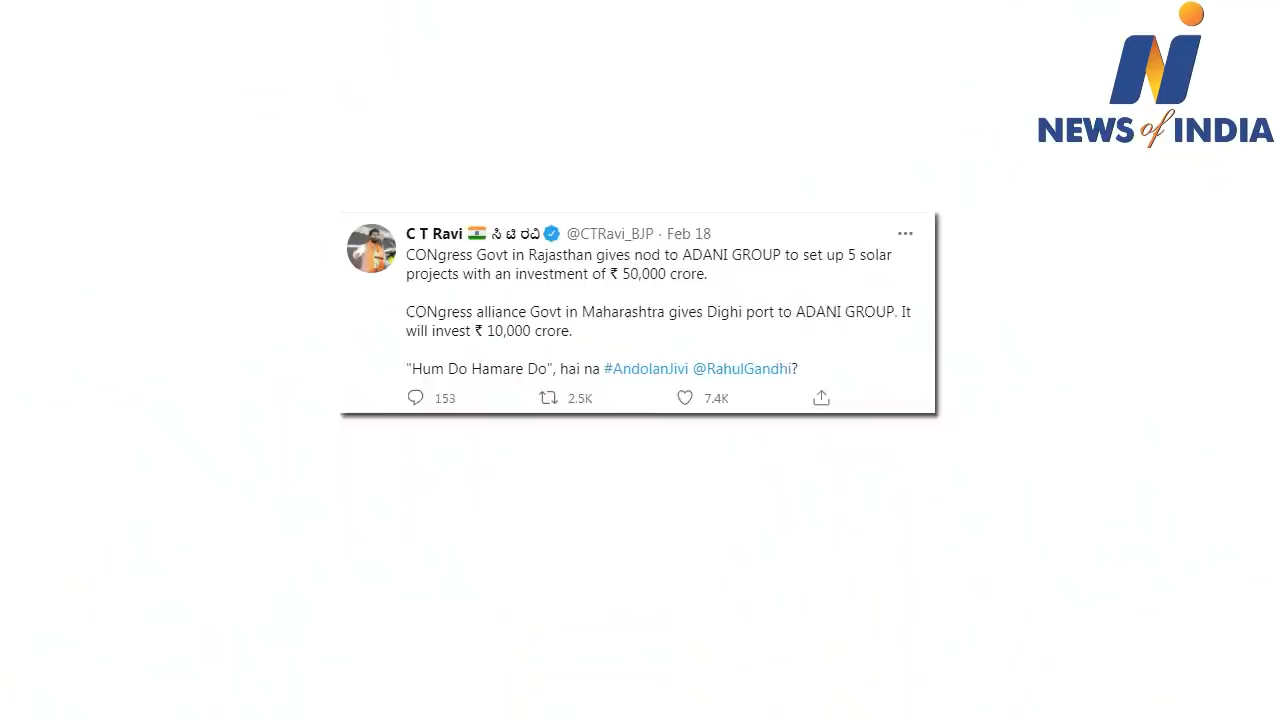 NEWS of INDIA
C T Ravi 🇮🇳 ಸಿ ಟಿ ರವಿ @CTRavi_BJP · Feb 18
CONgress Govt in Rajasthan gives nod to ADANI GROUP to set up 5 solar
projects with an investment of ₹ 50,000 crore.
CONgress alliance Govt in Maharashtra gives Dighi port to ADANI GROUP. It
will invest ₹ 10,000 crore.
"Hum Do Hamare Do", hai na #AndolanJivi @RahulGandhi?
153 2.5K 7.4K